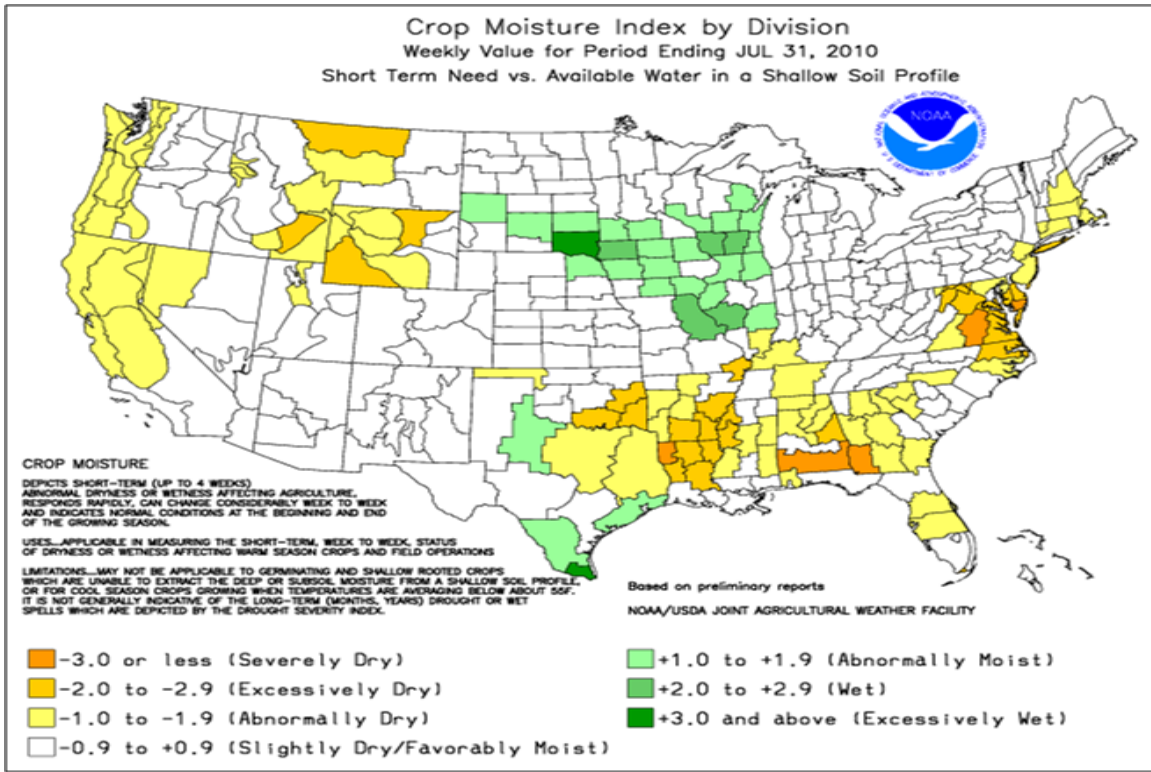 Crop Moisture Index by Division
Weekly Value for Period Ending JUL 31, 2010
Short Term Need vs. Available Water in a Shallow Soil Profile
NATIONAL OCEANIC AND ATMOSPHERIC ADMINISTRATION
NOAA
U.S. DEPARTMENT OF COMMERCE
CROP MOISTURE
DEPICTS SHORT-TERM (UP TO 4 WEEKS)
ABNORMAL DRYNESS OR WETNESS AFFECTING AGRICULTURE,
RESPONDS RAPIDLY, CAN CHANGE CONSIDERABLY WEEK TO WEEK
AND INDICATES NORMAL CONDITIONS AT THE BEGINNING AND END
OF THE GROWING SEASON.
USES...APPLICABLE IN MEASURING THE SHORT-TERM, WEEK TO WEEK, STATUS
OF DRYNESS OR WETNESS AFFECTING WARM SEASON CROPS AND FIELD OPERATIONS
LIMITATIONS...MAY NOT BE APPLICABLE TO GERMINATING AND SHALLOW ROOTED CROPS
WHICH ARE UNABLE TO EXTRACT THE DEEP OR SUBSOIL MOISTURE FROM A SHALLOW SOIL PROFILE,
OR FOR COOL SEASON CROPS GROWING WHEN TEMPERATURES ARE AVERAGING BELOW ABOUT 55F.
IT IS NOT GENERALLY INDICATIVE OF THE LONG-TERM (MONTHS, YEARS) DROUGHT OR WET
SPELLS WHICH ARE DEPICTED BY THE DROUGHT SEVERITY INDEX.
Based on preliminary reports
NOAA/USDA JOINT AGRICULTURAL WEATHER FACILITY
-3.0 or less (Severely Dry)
-2.0 to -2.9 (Excessively Dry)
-1.0 to -1.9 (Abnormally Dry)
-0.9 to +0.9 (Slightly Dry/Favorably Moist)
+1.0 to +1.9 (Abnormally Moist)
+2.0 to +2.9 (Wet)
+3.0 and above (Excessively Wet)